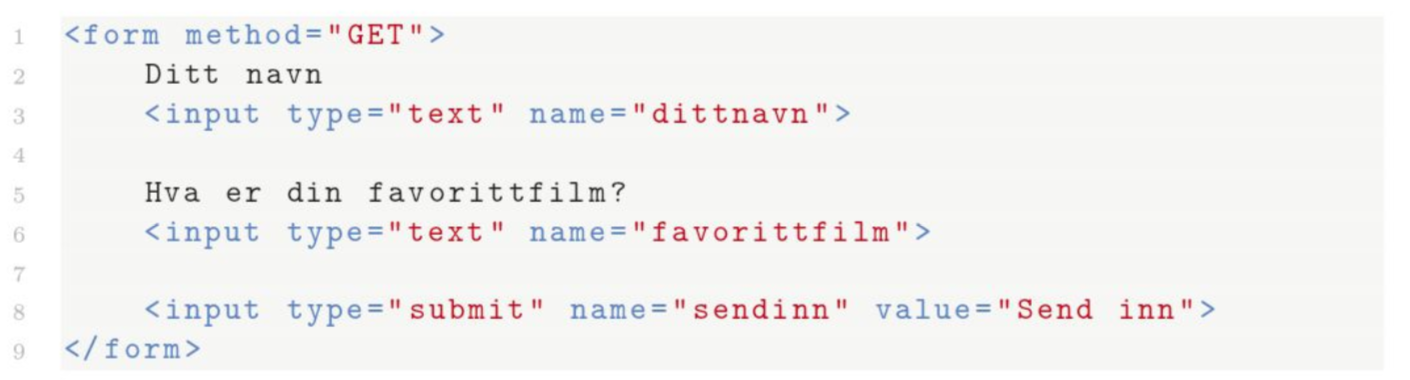 1 <form method="GET">
2 Ditt navn
3 <input type="text" name="dittnavn">
4
5 Hva er din favorittfilm?
6 <input type="text" name="favorittfilm">
7
8 <input type="submit" name="sendinn" value="Send inn">
9 </form>